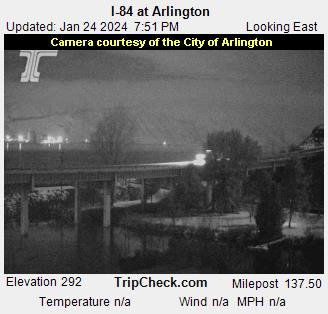 I-84 at Arlington
Updated: Jan 24 2024 7:51 PM Looking East
Camera courtesy of the City of Arlington
Elevation 292 TripCheck.com Milepost 137.50
Temperature n/a Wind n/a MPH n/a